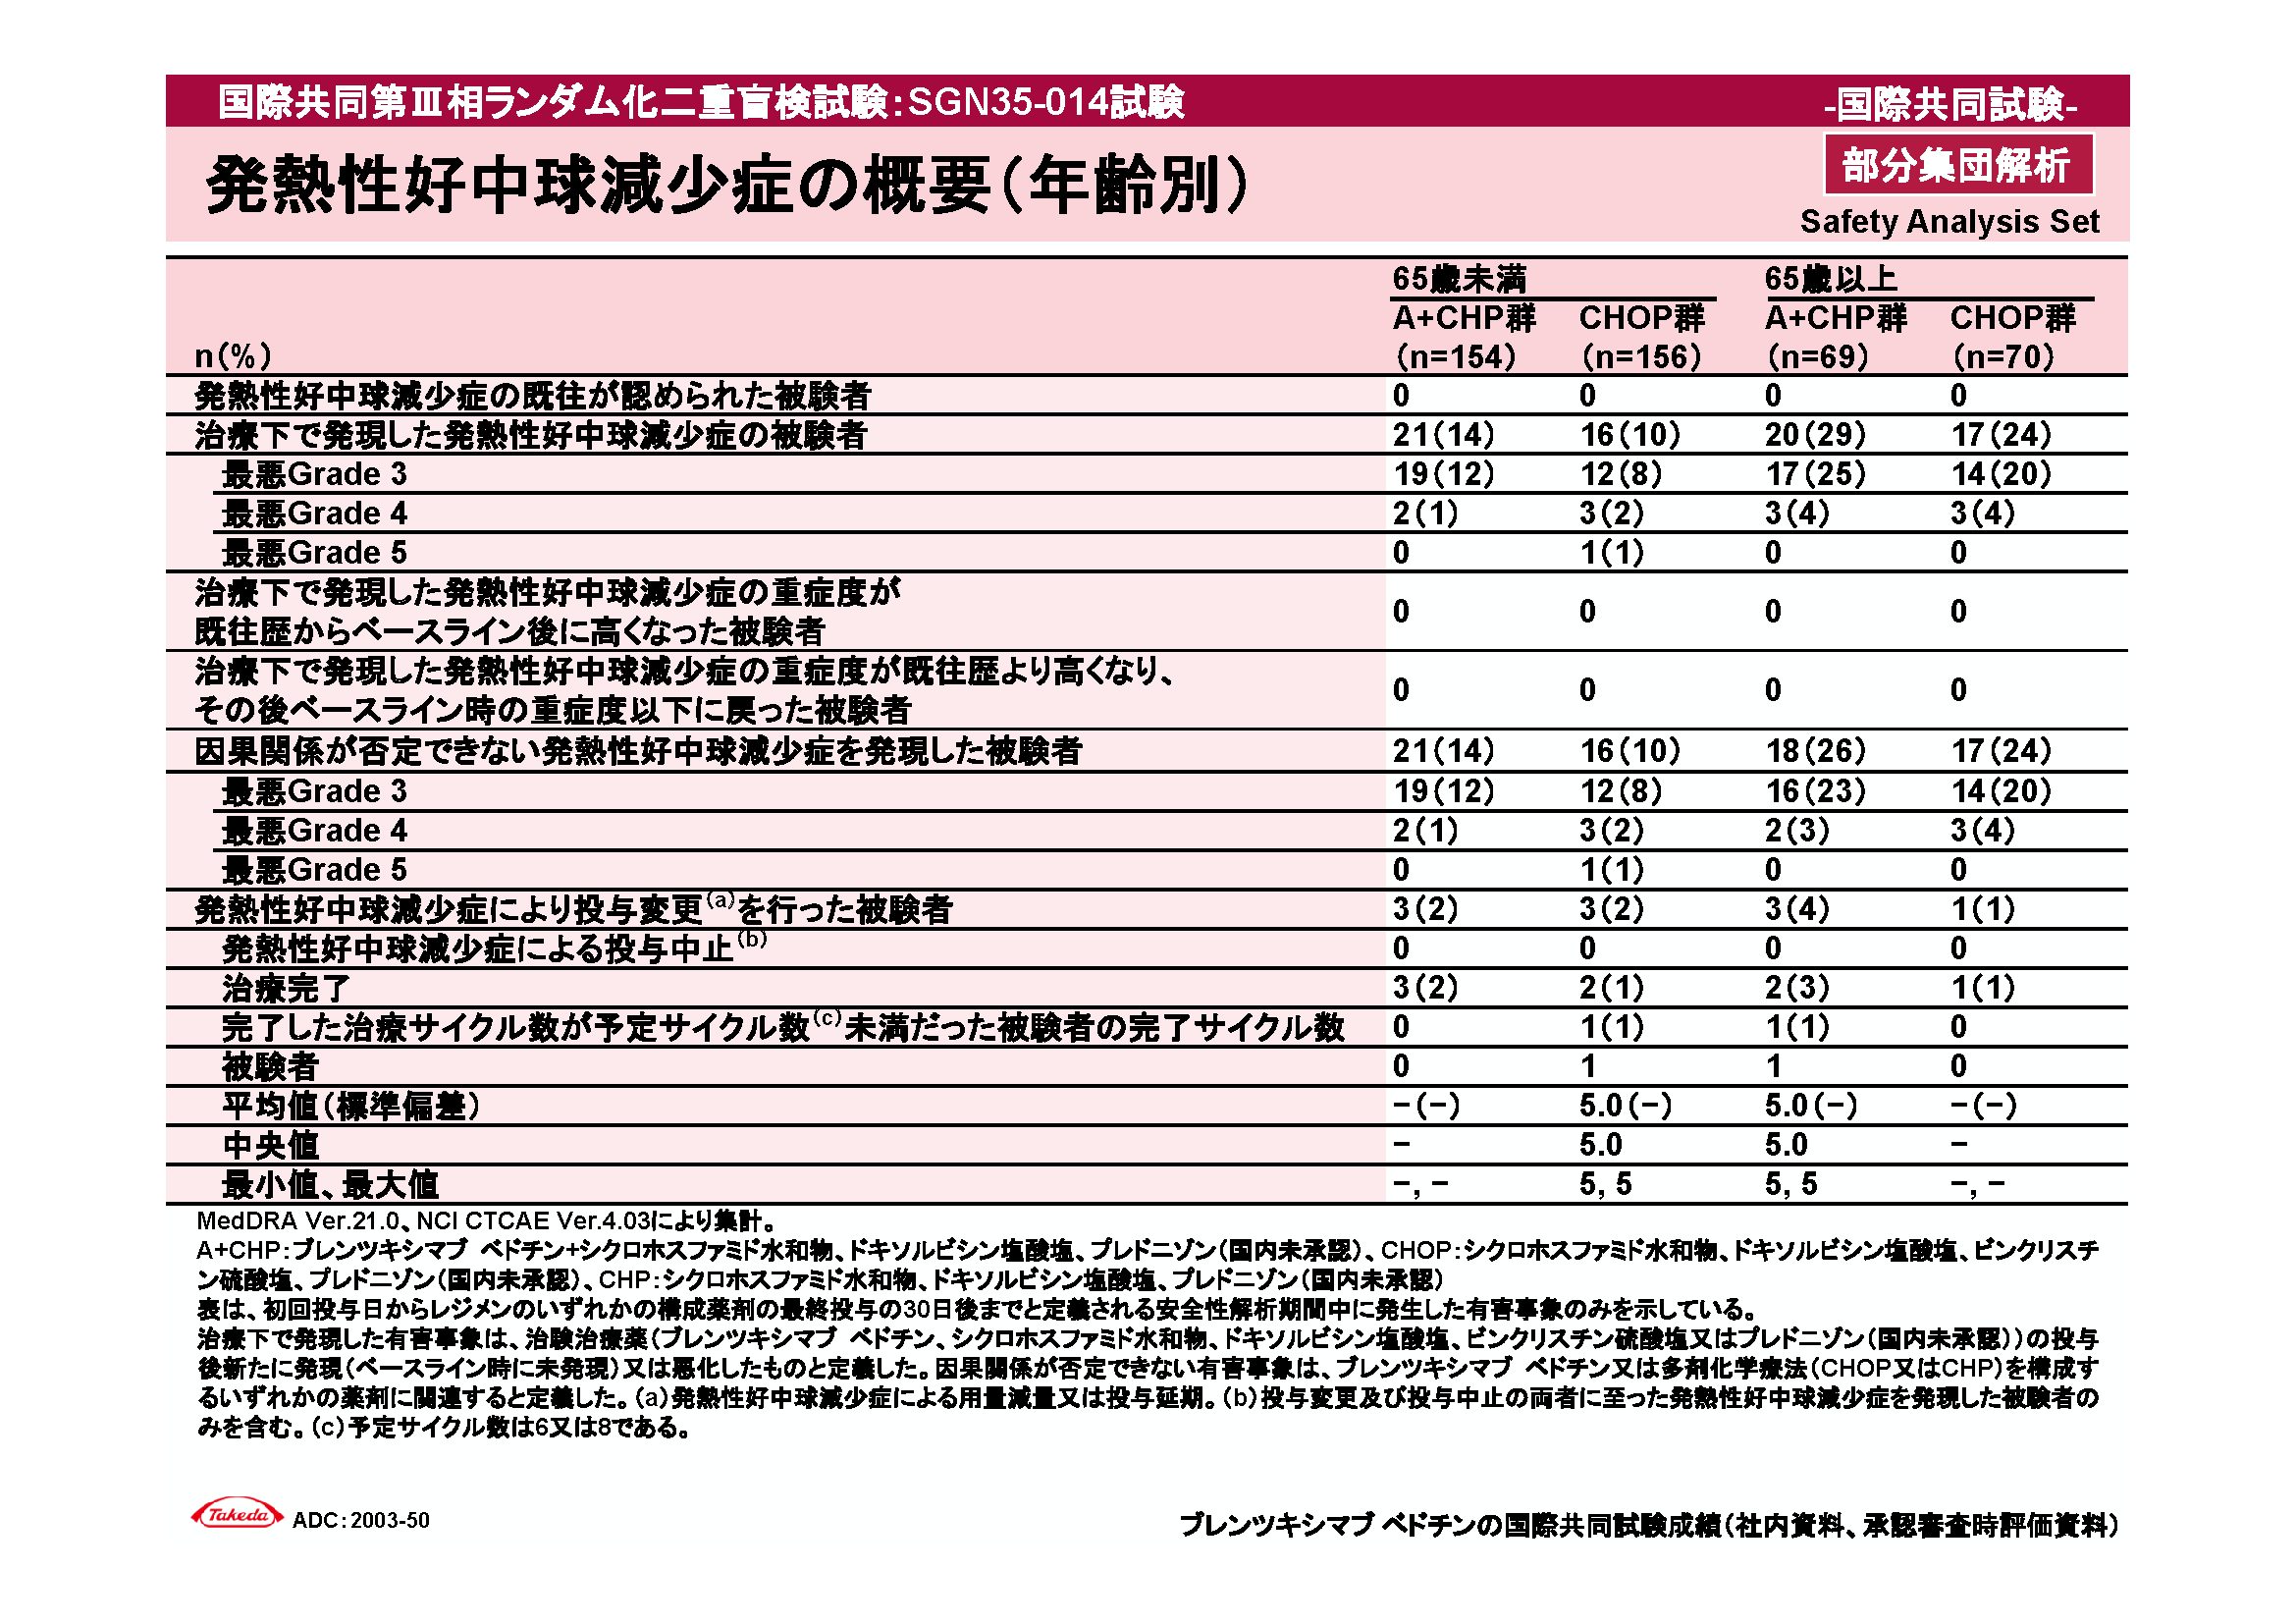 国際共同第Ⅲ相ランダム化二重盲検試験：SGN35-014試験 -国際共同試験-
発熱性好中球減少症の概要（年齢別） 部分集団解析
Safety Analysis Set
65歳未満 65歳以上
A+CHP群 CHOP群 A+CHP群 CHOP群
n（%） （n=154） （n=156） （n=69） （n=70）
発熱性好中球減少症の既往が認められた被験者 0 0 0 0
治療下で発現した発熱性好中球減少症の被験者 21（14） 16（10） 20（29） 17（24）
最悪Grade 3 19（12） 12（8） 17（25） 14（20）
最悪Grade 4 2（1） 3（2） 3（4） 3（4）
最悪Grade 5 0 1（1） 0 0
治療下で発現した発熱性好中球減少症の重症度が
既往歴からベースライン後に高くなった被験者 0 0 0 0
治療下で発現した発熱性好中球減少症の重症度が既往歴より高くなり、
その後ベースライン時の重症度以下に戻った被験者 0 0 0 0
因果関係が否定できない発熱性好中球減少症を発現した被験者 21（14） 16（10） 18（26） 17（24）
最悪Grade 3 19（12） 12（8） 16（23） 14（20）
最悪Grade 4 2（1） 3（2） 2（3） 3（4）
最悪Grade 5 0 1（1） 0 0
発熱性好中球減少症により投与変更（a）を行った被験者 3（2） 3（2） 3（4） 1（1）
発熱性好中球減少症による投与中止（b） 0 0 0 0
治療完了 3（2） 2（1） 2（3） 1（1）
完了した治療サイクル数が予定サイクル数（c）未満だった被験者の完了サイクル数 0 1（1） 1（1） 0
被験者 0 1 1 0
平均値（標準偏差） −（−） 5.0（−） 5.0（−） −（−）
中央値 − 5.0 5.0 −
最小値、最大値 −, − 5, 5 5, 5 −, −
MedDRA Ver.21.0、NCI CTCAE Ver.4.03により集計。
A+CHP：ブレンツキシマブ ベドチン+シクロホスファミド水和物、ドキソルビシン塩酸塩、プレドニゾン（国内未承認）、CHOP：シクロホスファミド水和物、ドキソルビシン塩酸塩、ビンクリスチ
ン硫酸塩、プレドニゾン（国内未承認）、CHP：シクロホスファミド水和物、ドキソルビシン塩酸塩、プレドニゾン（国内未承認）
表は、初回投与日からレジメンのいずれかの構成薬剤の最終投与の30日後までと定義される安全性解析期間中に発生した有害事象のみを示している。
治療下で発現した有害事象は、治験治療薬（ブレンツキシマブ ベドチン、シクロホスファミド水和物、ドキソルビシン塩酸塩、ビンクリスチン硫酸塩又はプレドニゾン（国内未承認））の投与
後新たに発現（ベースライン時に未発現）又は悪化したものと定義した。因果関係が否定できない有害事象は、ブレンツキシマブ ベドチン又は多剤化学療法（CHOP又はCHP）を構成す
るいずれかの薬剤に関連すると定義した。（a）発熱性好中球減少症による用量減量又は投与延期。（b）投与変更及び投与中止の両者に至った発熱性好中球減少症を発現した被験者の
みを含む。（c）予定サイクル数は6又は8である。
Takeda ADC：2003-50 ブレンツキシマブ ベドチンの国際共同試験成績（社内資料、承認審査時評価資料）